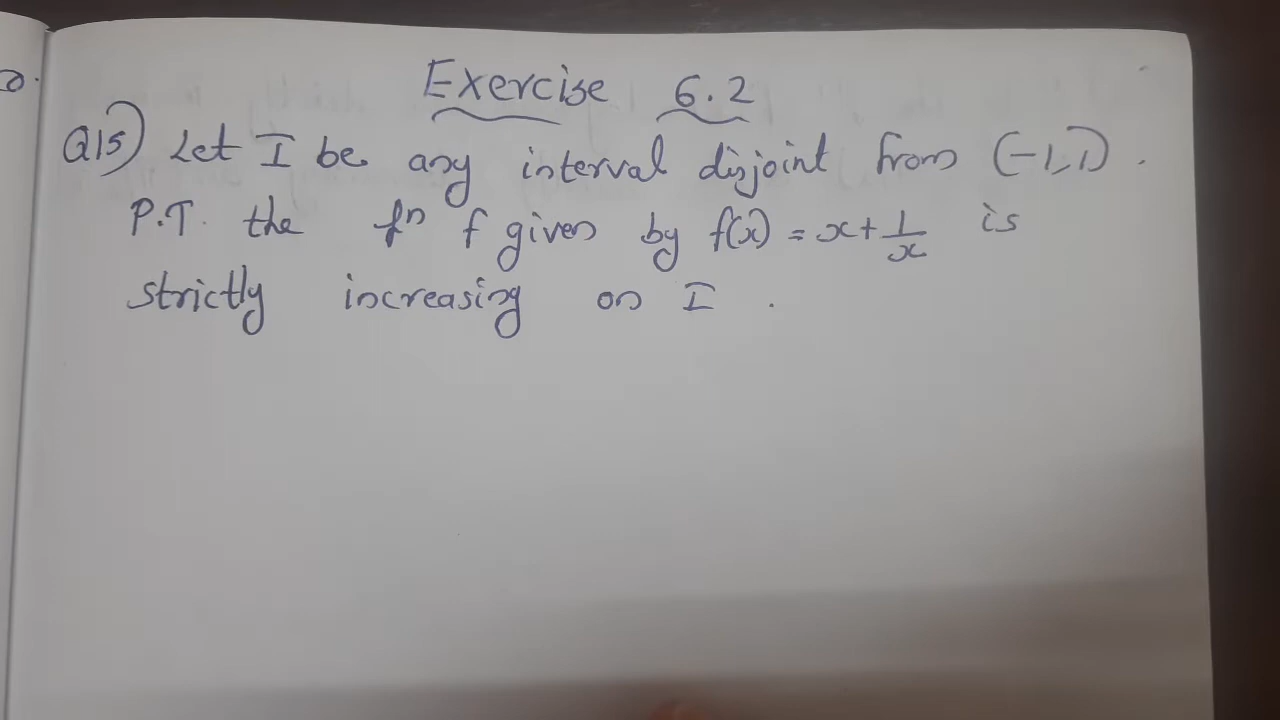 Exercise 6.2
Q15) Let I be any interval disjoint from (-1,1).
P.T. the fⁿ f given by f(x) = x + 1/x is
strictly increasing on I.